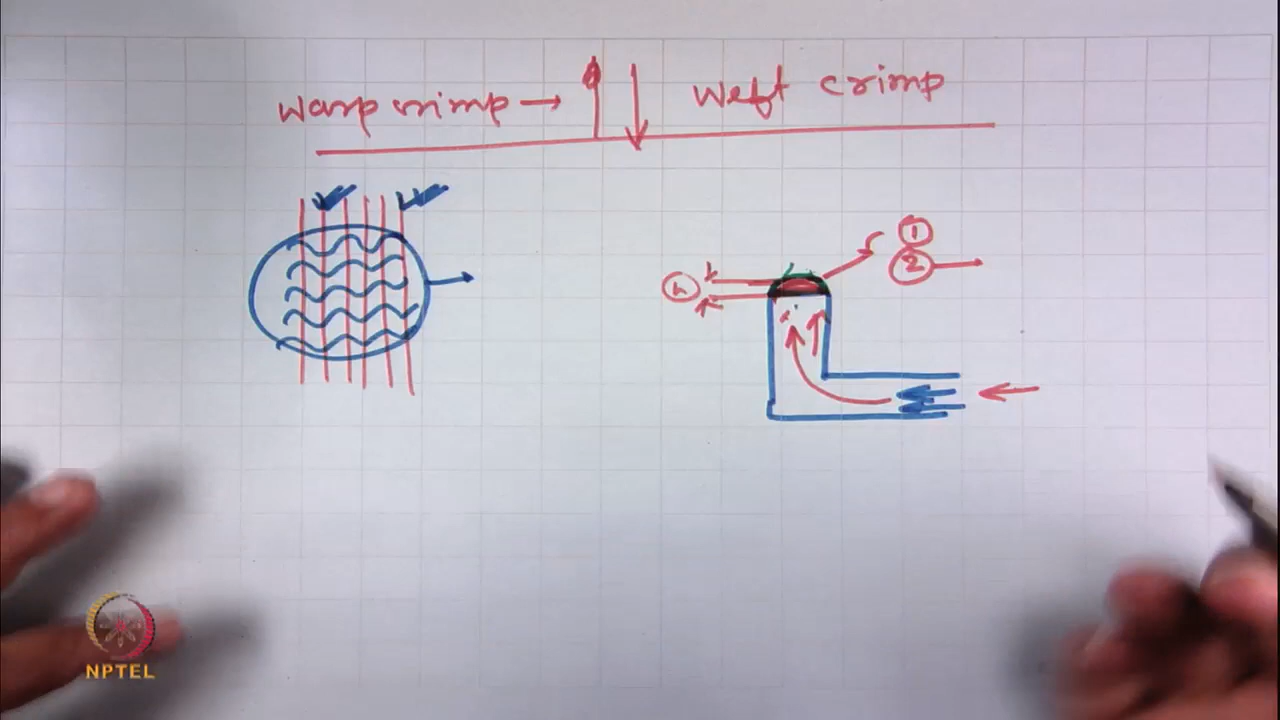 Warp crimp → ↑ ↓ Weft crimp
1
2
h
NPTEL